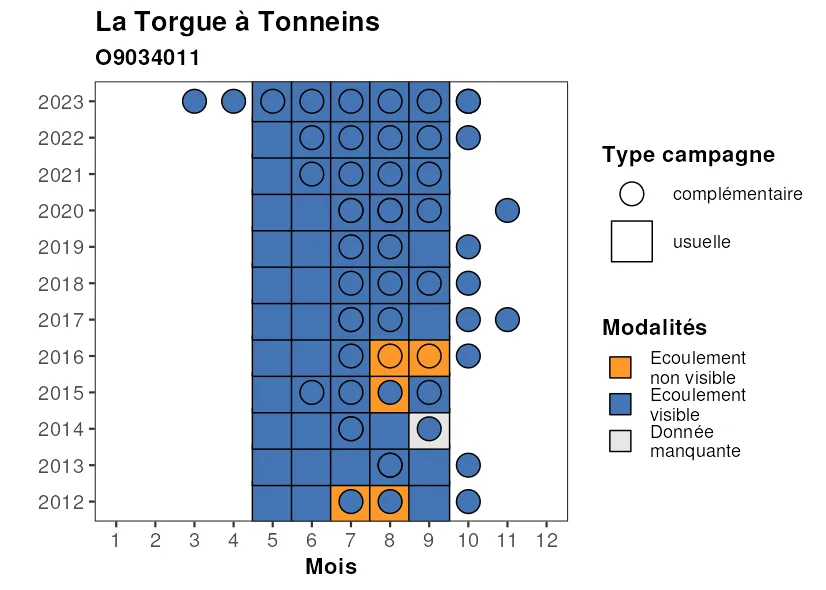 La Torgue à Tonneins
O9034011
2023
2022
2021
2020
2019
2018
2017
2016
2015
2014
2013
2012
1 2 3 4 5 6 7 8 9 10 11 12
Mois
Type campagne
complémentaire
usuelle
Modalités
Ecoulement
non visible
Ecoulement
visible
Donnée
manquante